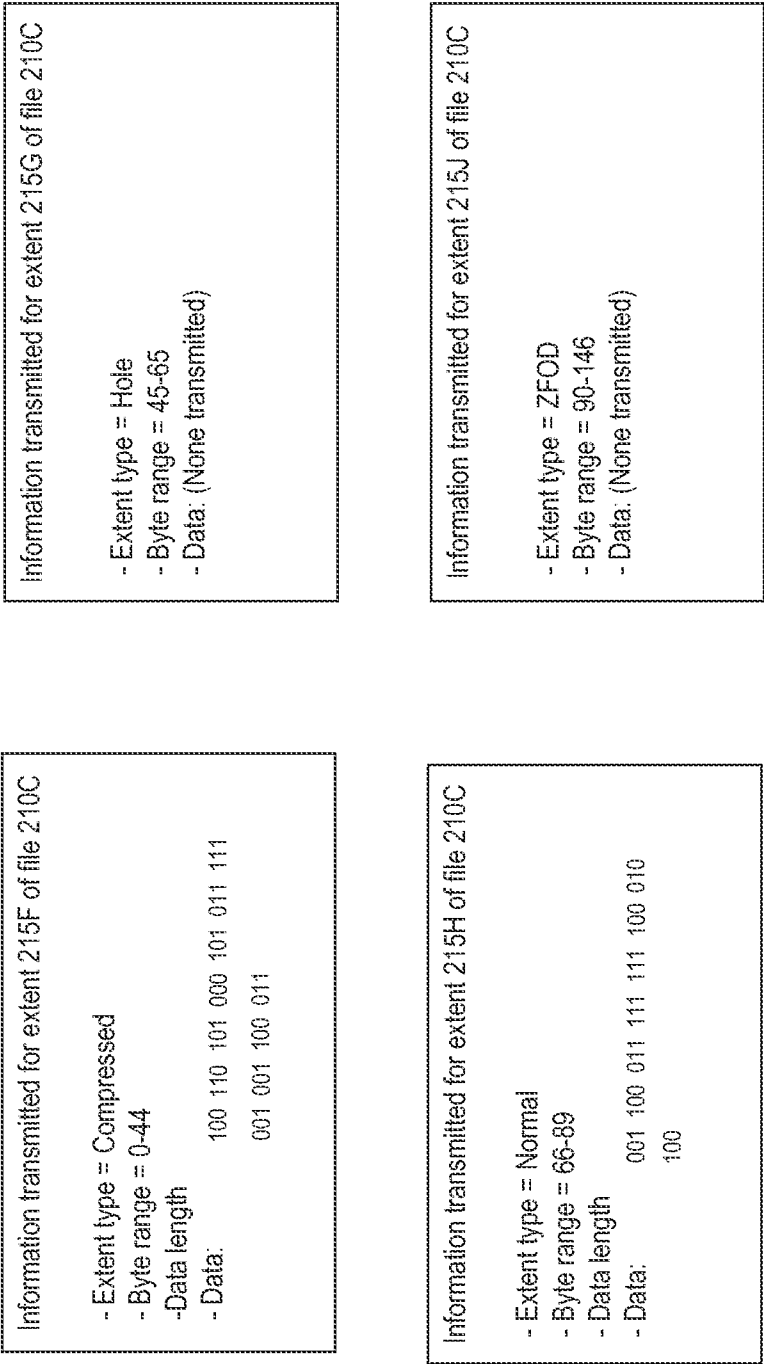 Information transmitted for extent 215F of file 210C
- Extent type = Compressed
- Byte range = 0-44
-Data length
- Data:
100 110 101 000 101 011 111
001 001 100 011
Information transmitted for extent 215G of file 210C
- Extent type = Hole
- Byte range = 45-65
- Data: (None transmitted)
Information transmitted for extent 215H of file 210C
- Extent type = Normal
- Byte range = 66-89
- Data length
- Data:
001 100 011 111 111 100 010
100
Information transmitted for extent 215J of file 210C
- Extent type = ZFOD
- Byte range = 90-146
- Data: (None transmitted)